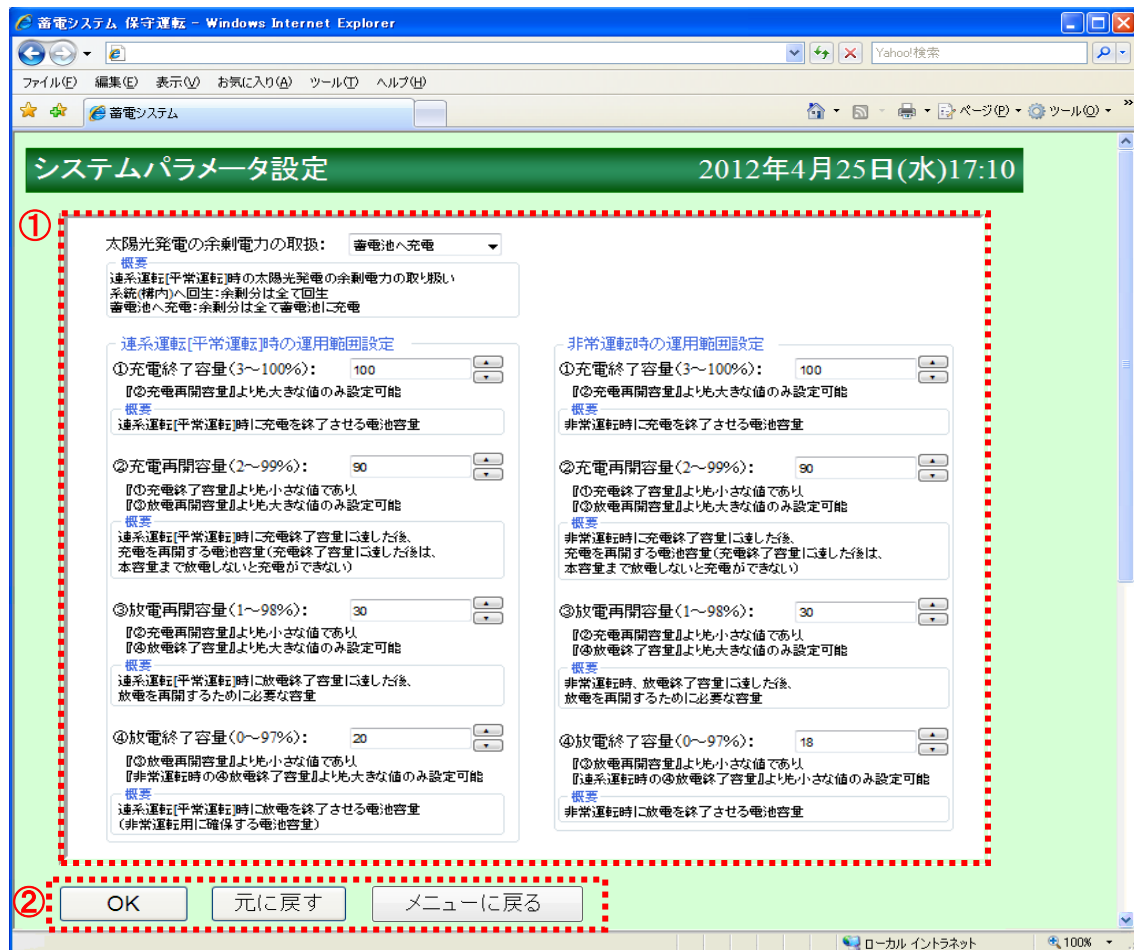 蓄電システム 保守運転 - Windows Internet Explorer
Yahoo!検索
ファイル(F) 編集(E) 表示(V) お気に入り(A) ツール(T) ヘルプ(H)
蓄電システム
ページ(P) ツール(O) »
システムパラメータ設定 2012年4月25日(水)17:10
①
太陽光発電の余剰電力の取扱: 蓄電池へ充電
概要
連系運転[平常運転]時の太陽光発電の余剰電力の取り扱い
系統(構内)へ回生:余剰分は全て回生
蓄電池へ充電:余剰分は全て蓄電池に充電
連系運転[平常運転]時の運用範囲設定
①充電終了容量(3~100%): 100
『②充電再開容量』よりも大きな値のみ設定可能
概要
連系運転[平常運転]時に充電を終了させる電池容量
②充電再開容量(2~99%): 90
『①充電終了容量』よりも小さな値であり
『③放電再開容量』よりも大きな値のみ設定可能
概要
連系運転[平常運転]時に充電終了容量に達した後、
充電を再開する電池容量(充電終了容量に達した後は、
本容量まで放電しないと充電ができない)
③放電再開容量(1~98%): 30
『②充電再開容量』よりも小さな値であり
『④放電終了容量』よりも大きな値のみ設定可能
概要
連系運転[平常運転]時に放電終了容量に達した後、
放電を再開するために必要な容量
④放電終了容量(0~97%): 20
『③放電再開容量』よりも小さな値であり
『非常運転時の④放電終了容量』よりも大きな値のみ設定可能
概要
連系運転[平常運転]時に放電を終了させる電池容量
(非常運転用に確保する電池容量)
非常運転時の運用範囲設定
①充電終了容量(3~100%): 100
『②充電再開容量』よりも大きな値のみ設定可能
概要
非常運転時に充電を終了させる電池容量
②充電再開容量(2~99%): 90
『①充電終了容量』よりも小さな値であり
『③放電再開容量』よりも大きな値のみ設定可能
概要
非常運転時に充電終了容量に達した後、
充電を再開する電池容量(充電終了容量に達した後は、
本容量まで放電しないと充電ができない)
③放電再開容量(1~98%): 30
『②充電再開容量』よりも小さな値であり
『④放電終了容量』よりも大きな値のみ設定可能
概要
非常運転時、放電終了容量に達した後、
放電を再開するために必要な容量
④放電終了容量(0~97%): 18
『③放電再開容量』よりも小さな値であり
『連系運転時の④放電終了容量』よりも小さな値のみ設定可能
概要
非常運転時に放電を終了させる電池容量
②
OK 元に戻す メニューに戻る
ローカル イントラネット 100%